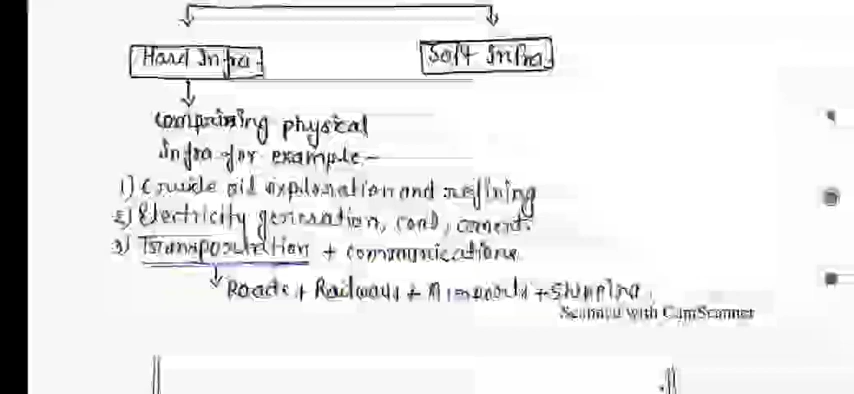 Hard Infra
Soft Infra
comprising physical
infra for example -
1) Crude oil exploration and refining
2) Electricity generation, coal, cement.
3) Transportation + communications
Roads + Railways + Airports + Shipping.
Scanned with CamScanner